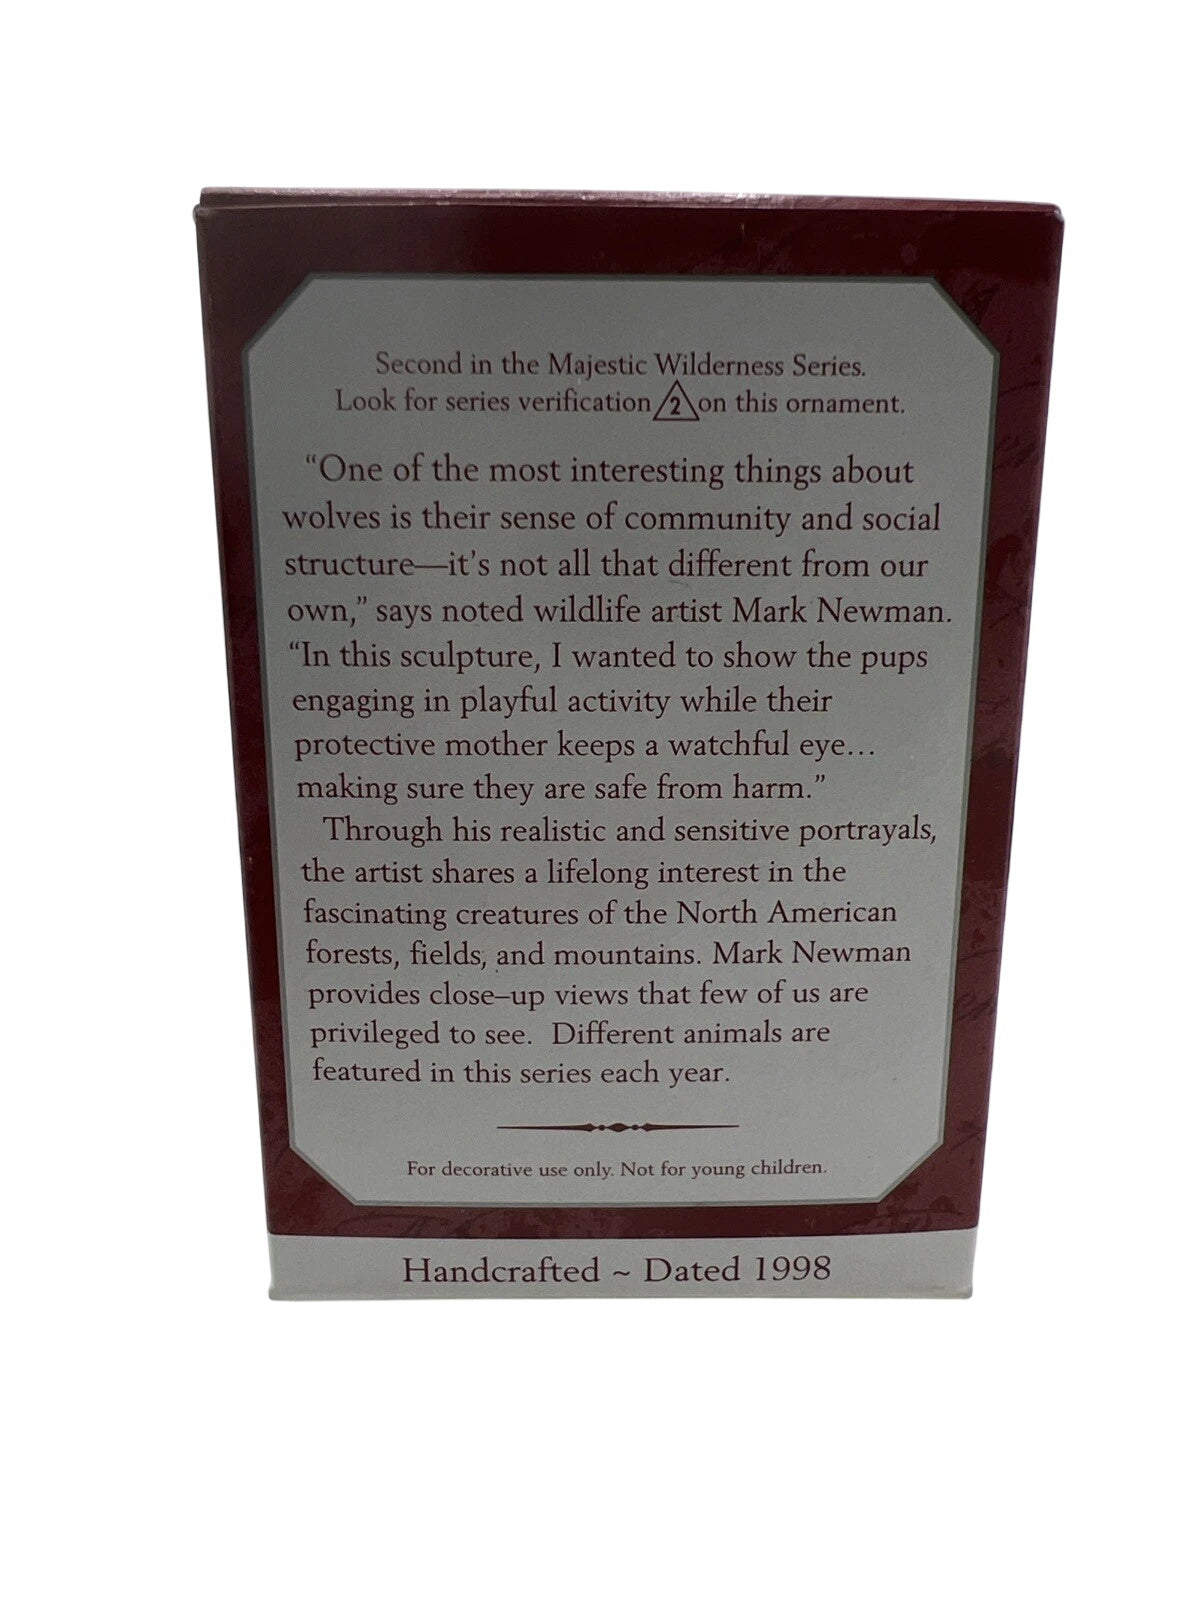 Second in the Majestic Wilderness Series.
Look for series verification 2 on this ornament.
“One of the most interesting things about
wolves is their sense of community and social
structure—it’s not all that different from our
own,” says noted wildlife artist Mark Newman.
“In this sculpture, I wanted to show the pups
engaging in playful activity while their
protective mother keeps a watchful eye…
making sure they are safe from harm.”
Through his realistic and sensitive portrayals,
the artist shares a lifelong interest in the
fascinating creatures of the North American
forests, fields, and mountains. Mark Newman
provides close–up views that few of us are
privileged to see. Different animals are
featured in this series each year.
For decorative use only. Not for young children.
Handcrafted ~ Dated 1998